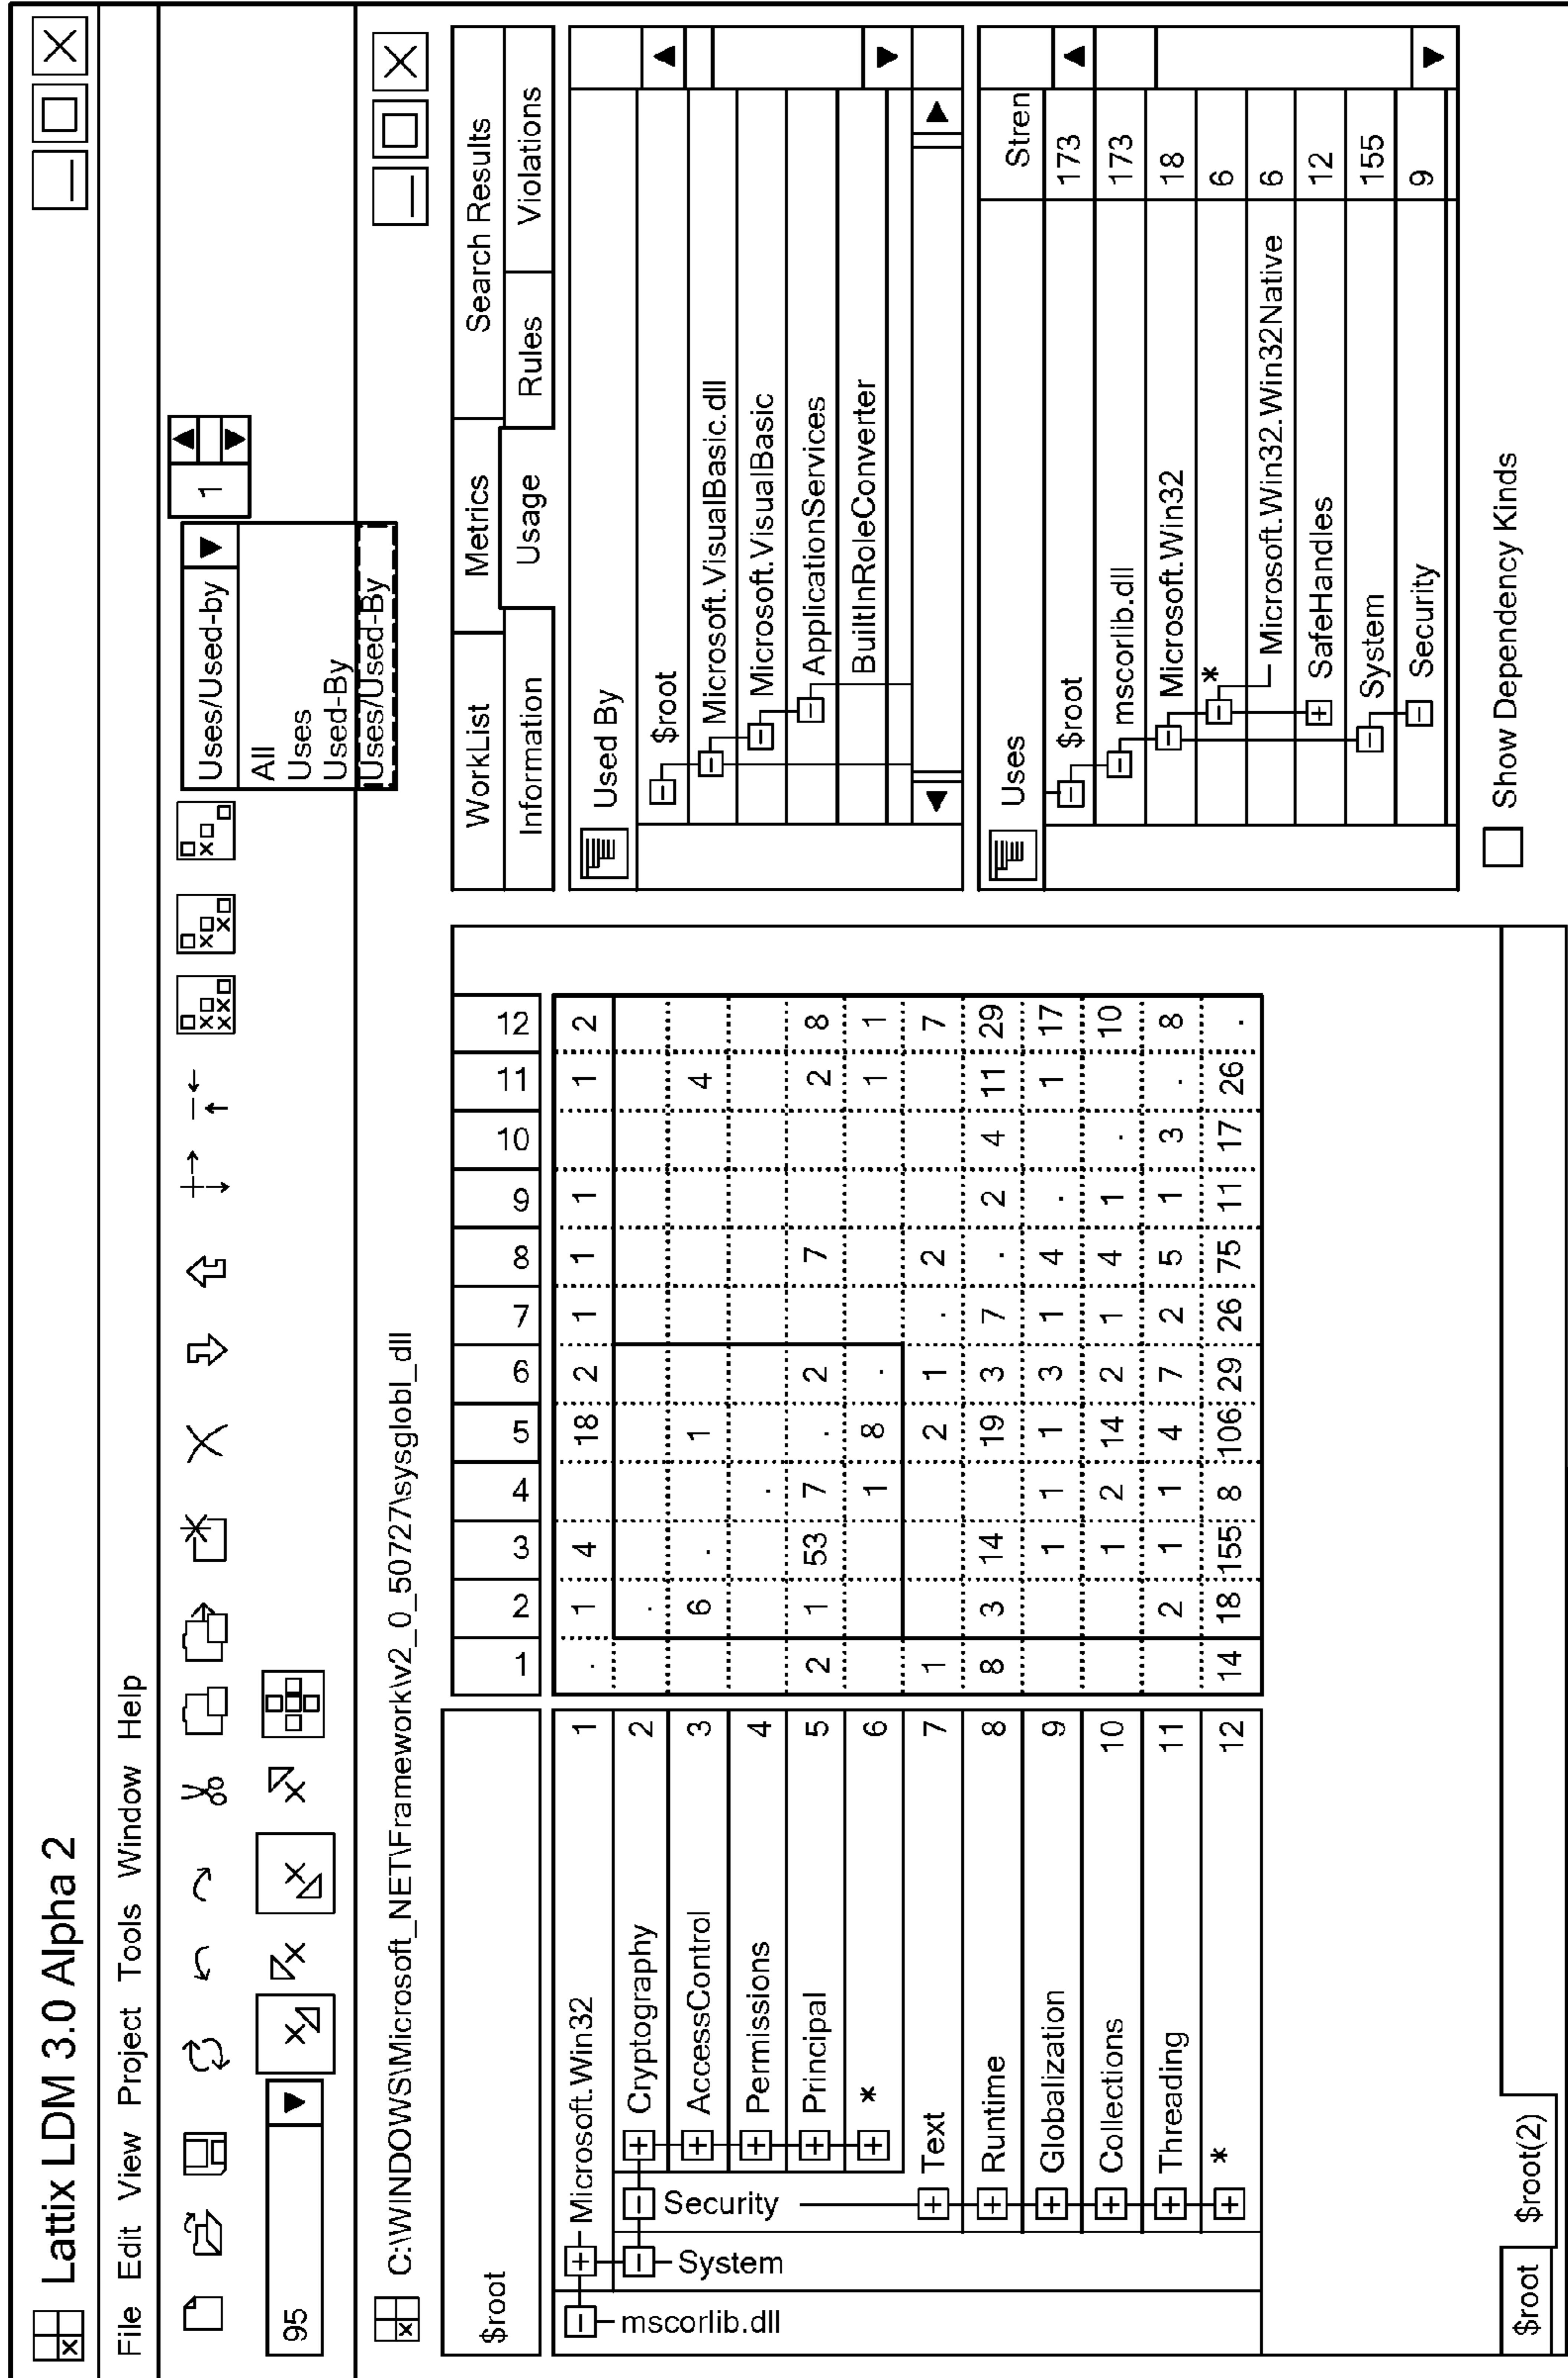 Lattix LDM 3.0 Alpha 2
File Edit View Project Tools Window Help
Uses/Used-by 1
All
Uses
Used-By
Uses/Used-By
95
C:\WINDOWS\Microsoft_NET\Framework\v2_0_50727\sysglobl_dll
$root 1 2 3 4 5 6 7 8 9 10 11 12
mscorlib.dll
System
Security
Microsoft.Win32 1 . 1 4 18 2 1 1 1 1 2
Cryptography 2 .
AccessControl 3 6 . 1 4
Permissions 4 .
Principal 5 2 1 53 7 . 2 7 2 8
* 6 1 8 . 1 1
Text 7 1 2 1 . 2 7
Runtime 8 8 3 14 19 3 7 . 2 4 11 29
Globalization 9 1 1 1 3 1 4 . 1 17
Collections 10 1 2 14 2 1 4 1 . 10
Threading 11 2 1 1 4 7 2 5 1 3 . 8
* 12 14 18 155 8 106 29 26 75 11 17 26 .
$root $root(2)
WorkList Metrics Search Results
Information Usage Rules Violations
Used By
$root
Microsoft.VisualBasic.dll
Microsoft.VisualBasic
ApplicationServices
BuiltInRoleConverter
Uses Stren
$root 173
mscorlib.dll 173
Microsoft.Win32 18
* 6
Microsoft.Win32.Win32Native 6
SafeHandles 12
System 155
Security 9
Show Dependency Kinds